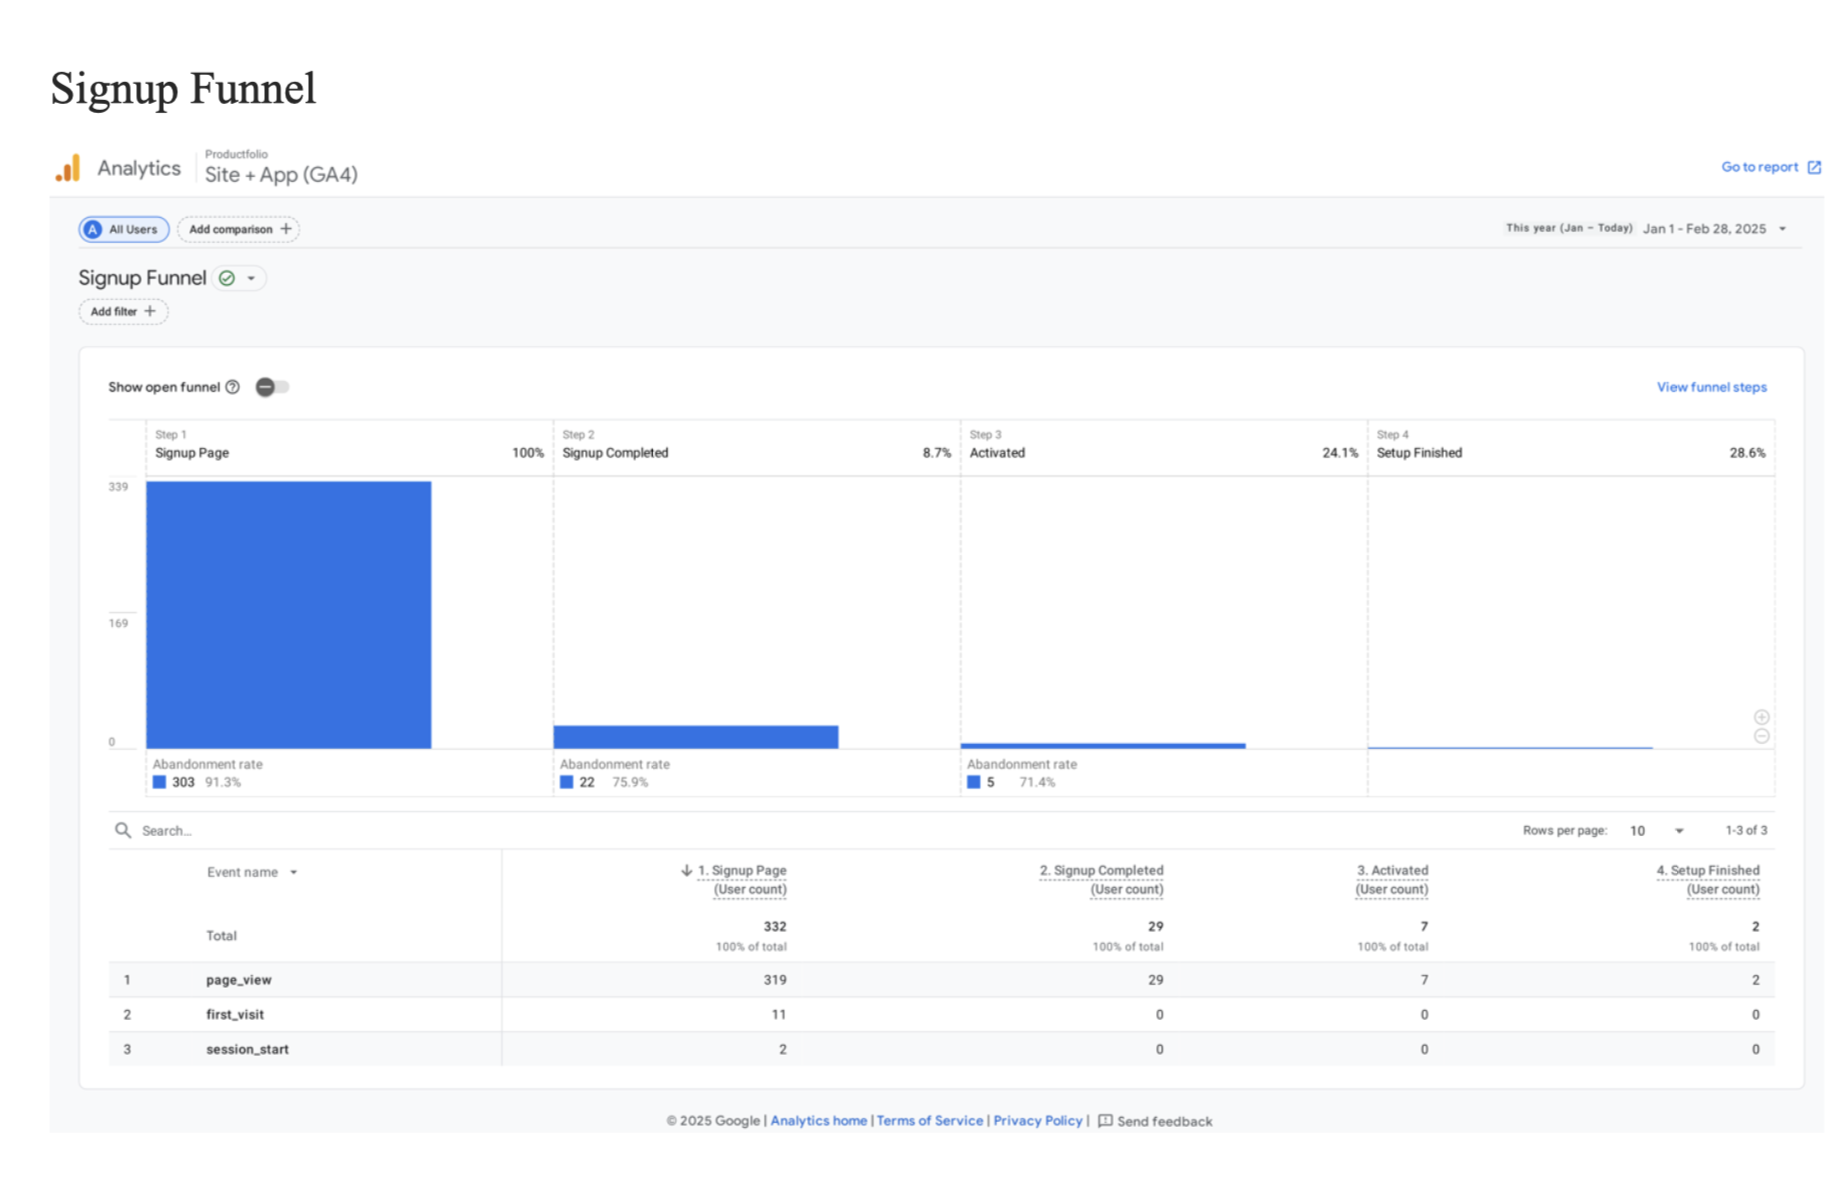 Signup Funnel
Analytics
Productfolio
Site + App (GA4)
Go to report
A All Users
Add comparison +
This year (Jan – Today) Jan 1 - Feb 28, 2025
Signup Funnel
Add filter +
Show open funnel ?
View funnel steps
Step 1
Signup Page 100%
Step 2
Signup Completed 8.7%
Step 3
Activated 24.1%
Step 4
Setup Finished 28.6%
339
169
0
Abandonment rate
303 91.3%
Abandonment rate
22 75.9%
Abandonment rate
5 71.4%
Search...
Rows per page: 10 1-3 of 3
Event name
1. Signup Page
(User count)
2. Signup Completed
(User count)
3. Activated
(User count)
4. Setup Finished
(User count)
Total 332 29 7 2
100% of total 100% of total 100% of total 100% of total
1 page_view 319 29 7 2
2 first_visit 11 0 0 0
3 session_start 2 0 0 0
© 2025 Google | Analytics home | Terms of Service | Privacy Policy | Send feedback